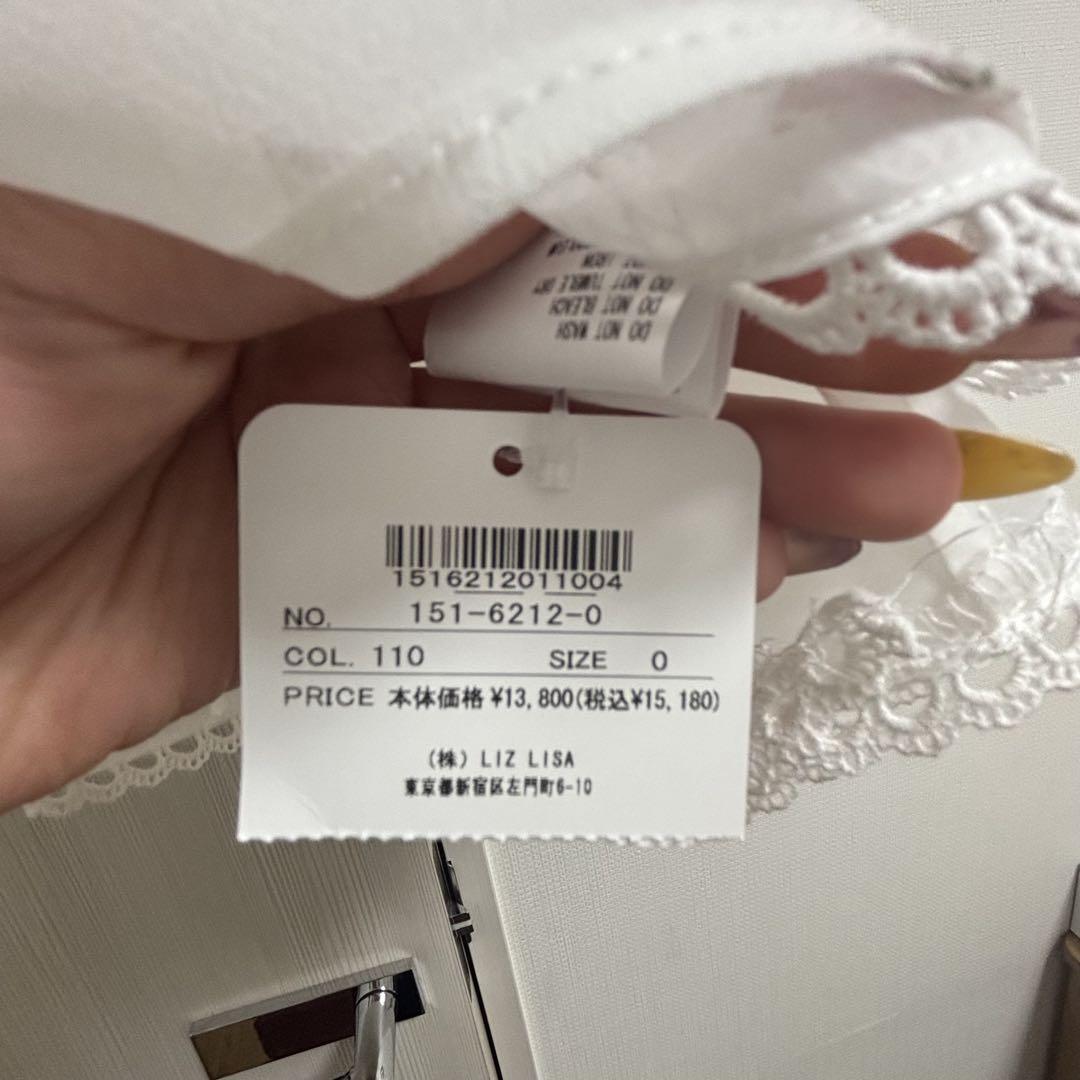 DO NOT WASH
DO NOT BLEACH
DO NOT TUMBLE DRY
IRON
1516212011004
NO. 151-6212-0
COL. 110 SIZE 0
PRICE 本体価格 ¥13,800(税込¥15,180)
(株) LIZ LISA
東京都新宿区左門町6-10